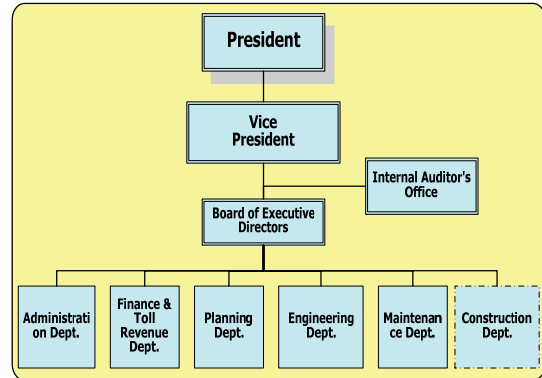 President
Vice
President
Internal Auditor's
Office
Board of Executive
Directors
Administrati
on Dept.
Finance &
Toll
Revenue
Dept.
Planning
Dept.
Engineering
Dept.
Maintenan
ce Dept.
Construction
Dept.